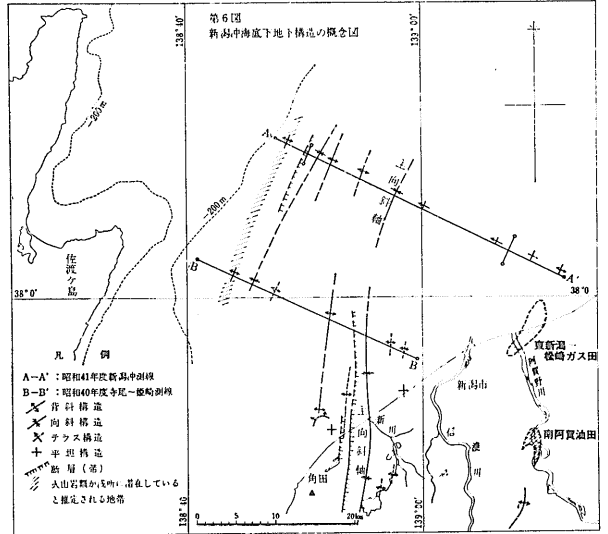 第6図
新潟沖海底下地下構造の概念図
138°40'
139°00'
-200m
-200m
A
A'
B
B
主向斜軸
佐渡ケ島
38°0'
38°0'
凡例
A-A':昭和41年度新潟沖測線
B-B':昭和40年度寺尾~姫崎測線
背斜構造
向斜構造
テラス構造
平坦構造
断層(落)
火山岩類が浅所に潜在している
と推定される地帯
東新潟-
松崎ガス田
阿賀野川
新潟市
信濃川
南阿賀油田
新川
主向斜軸
角田
138°40'
139°00'
0
10
20km